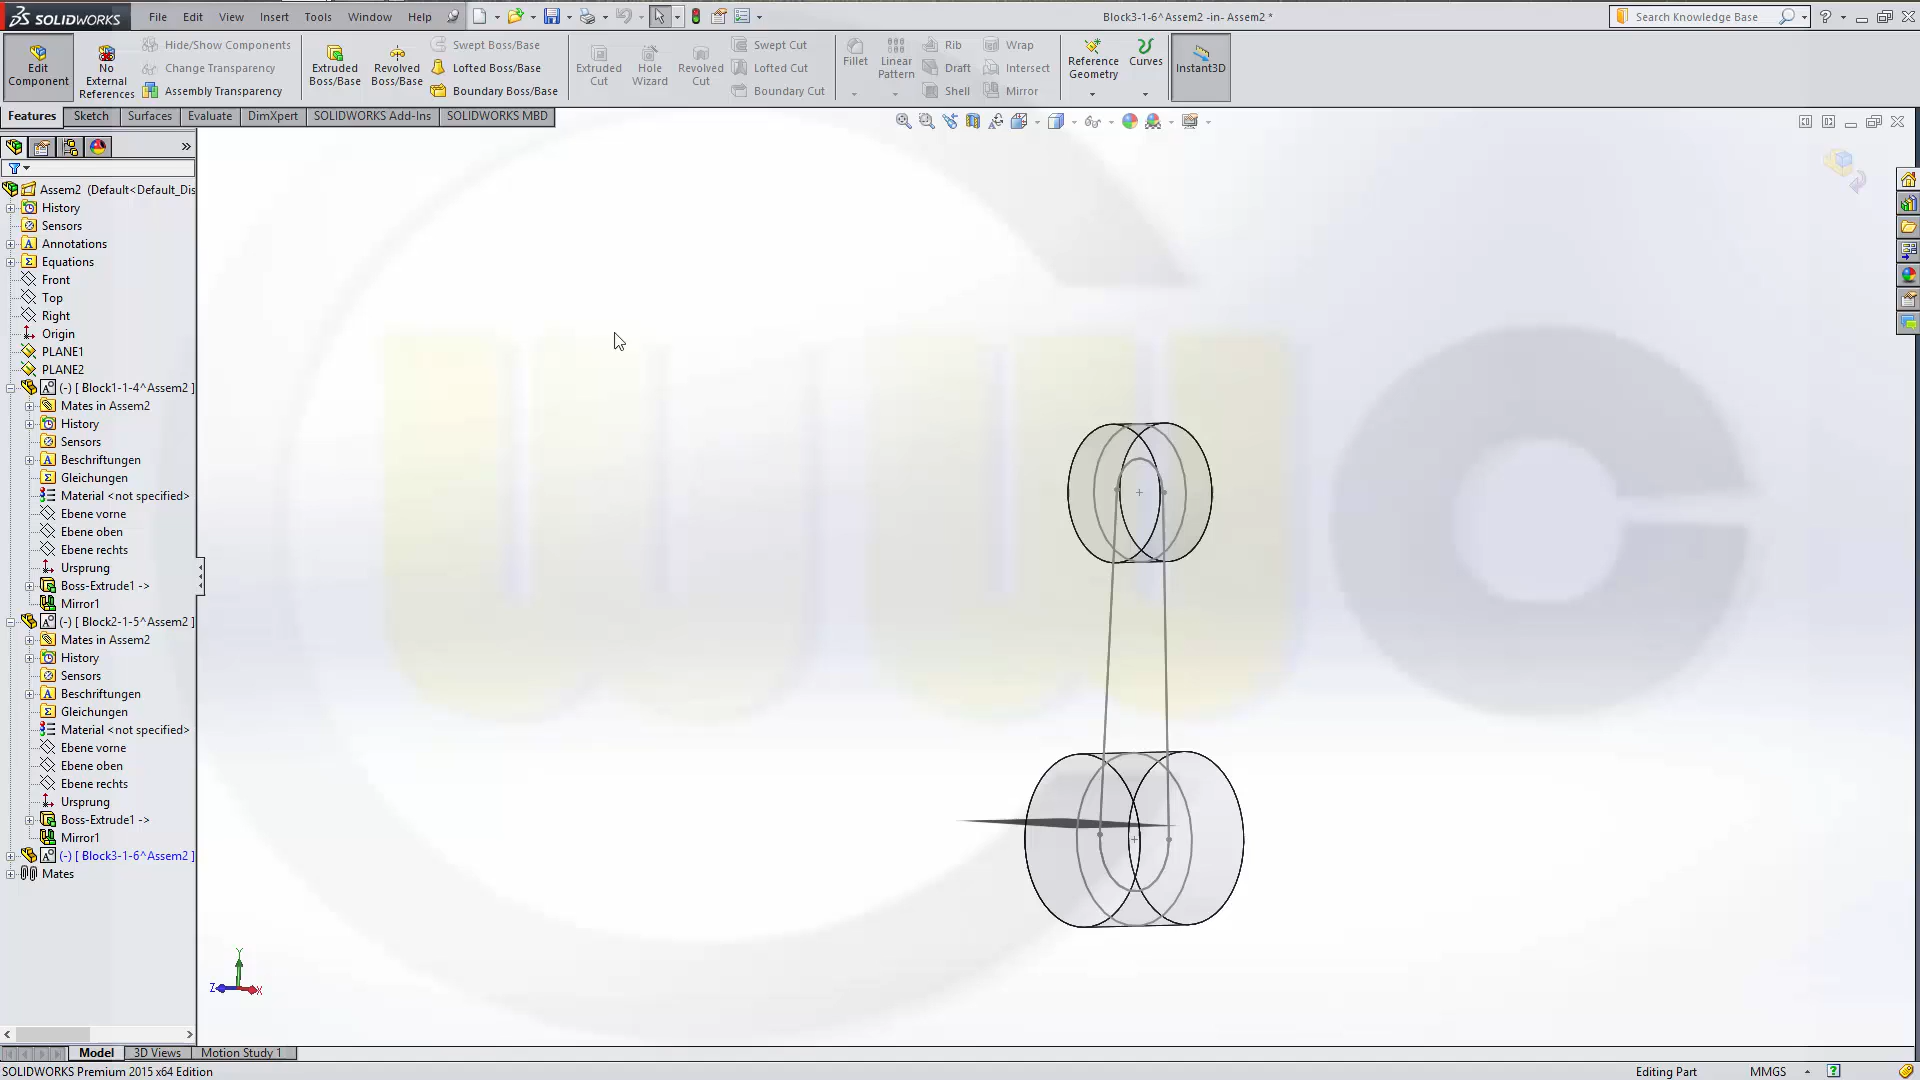 SOLIDWORKS
File Edit View Insert Tools Window Help
Block3-1-6^Assem2 -in- Assem2 *
Search Knowledge Base
Edit Component
No External References
Hide/Show Components
Change Transparency
Assembly Transparency
Extruded Boss/Base
Revolved Boss/Base
Swept Boss/Base
Lofted Boss/Base
Boundary Boss/Base
Extruded Cut
Hole Wizard
Revolved Cut
Swept Cut
Lofted Cut
Boundary Cut
Fillet
Linear Pattern
Rib
Draft
Shell
Wrap
Intersect
Mirror
Reference Geometry
Curves
Instant3D
Features Sketch Surfaces Evaluate DimXpert SOLIDWORKS Add-Ins SOLIDWORKS MBD
Assem2 (Default<Default_Dis
History
Sensors
Annotations
Equations
Front
Top
Right
Origin
PLANE1
PLANE2
(-) [ Block1-1-4^Assem2 ]
Mates in Assem2
History
Sensors
Beschriftungen
Gleichungen
Material <not specified>
Ebene vorne
Ebene oben
Ebene rechts
Ursprung
Boss-Extrude1 ->
Mirror1
(-) [ Block2-1-5^Assem2 ]
Mates in Assem2
History
Sensors
Beschriftungen
Gleichungen
Material <not specified>
Ebene vorne
Ebene oben
Ebene rechts
Ursprung
Boss-Extrude1 ->
Mirror1
(-) [ Block3-1-6^Assem2 ]
Mates
Y
Z X
Model 3D Views Motion Study 1
SOLIDWORKS Premium 2015 x64 Edition
Editing Part MMGS